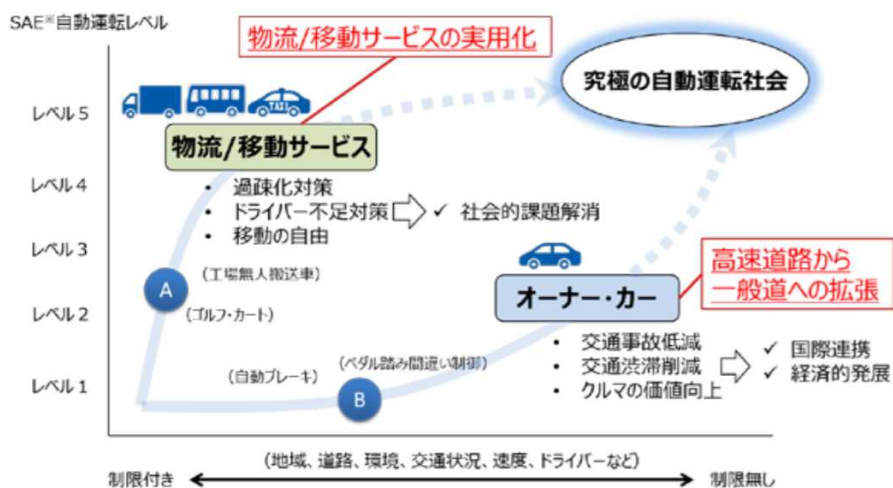 SAE※自動運転レベル
物流/移動サービスの実用化
究極の自動運転社会
レベル5
TAXI
物流/移動サービス
レベル4
• 過疎化対策
• ドライバー不足対策
✓ 社会的課題解消
• 移動の自由
レベル3
高速道路から
一般道への拡張
A
(工場無人搬送車)
オーナー・カー
レベル2
(ゴルフ・カート)
• 交通事故低減
• 交通渋滞削減
• クルマの価値向上
✓ 国際連携
✓ 経済的発展
(ペダル踏み間違い制御)
(自動ブレーキ)
レベル1
B
(地域、道路、環境、交通状況、速度、ドライバーなど)
制限付き
制限無し